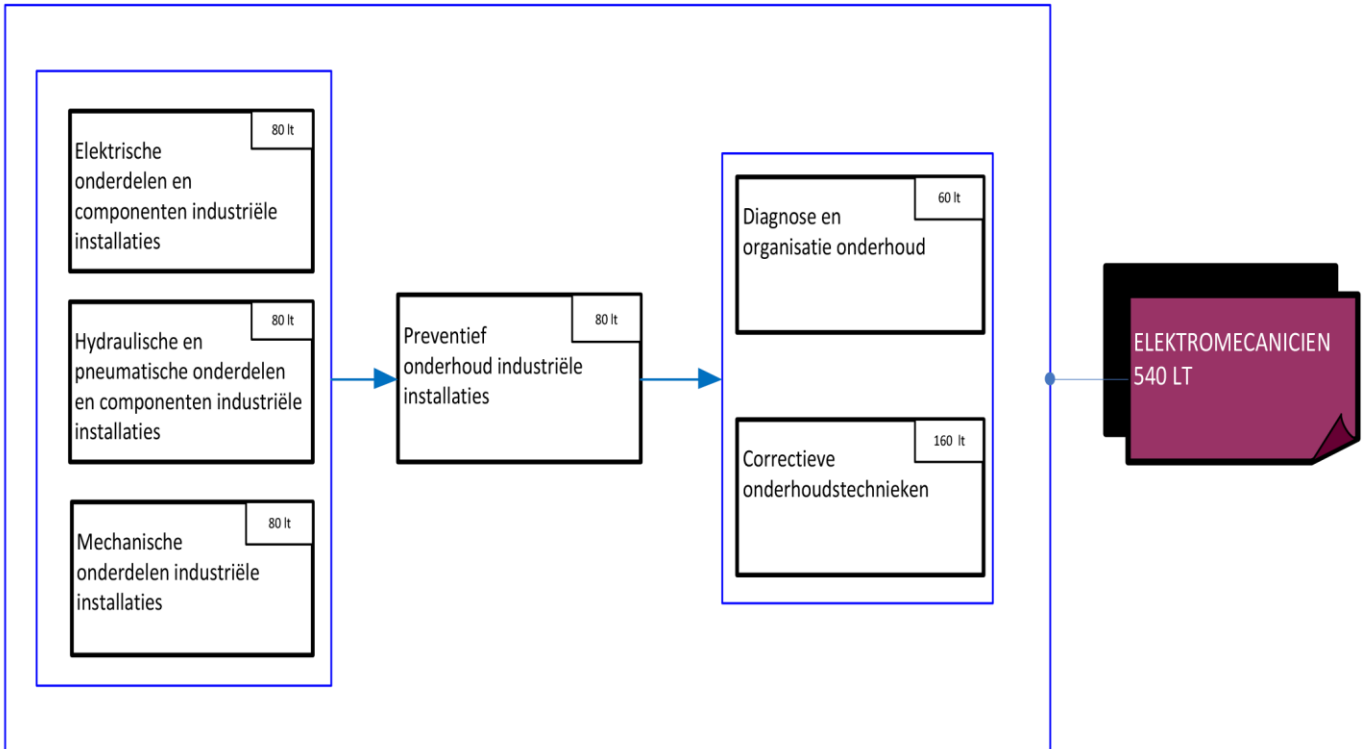 80 lt
Elektrische
onderdelen en
componenten industriële
installaties
80 lt
Hydraulische en
pneumatische onderdelen
en componenten industriële
installaties
80 lt
Mechanische
onderdelen industriële
installaties
80 lt
Preventief
onderhoud industriële
installaties
60 lt
Diagnose en
organisatie onderhoud
160 lt
Correctieve
onderhoudstechnieken
ELEKTROMECANICIEN
540 LT